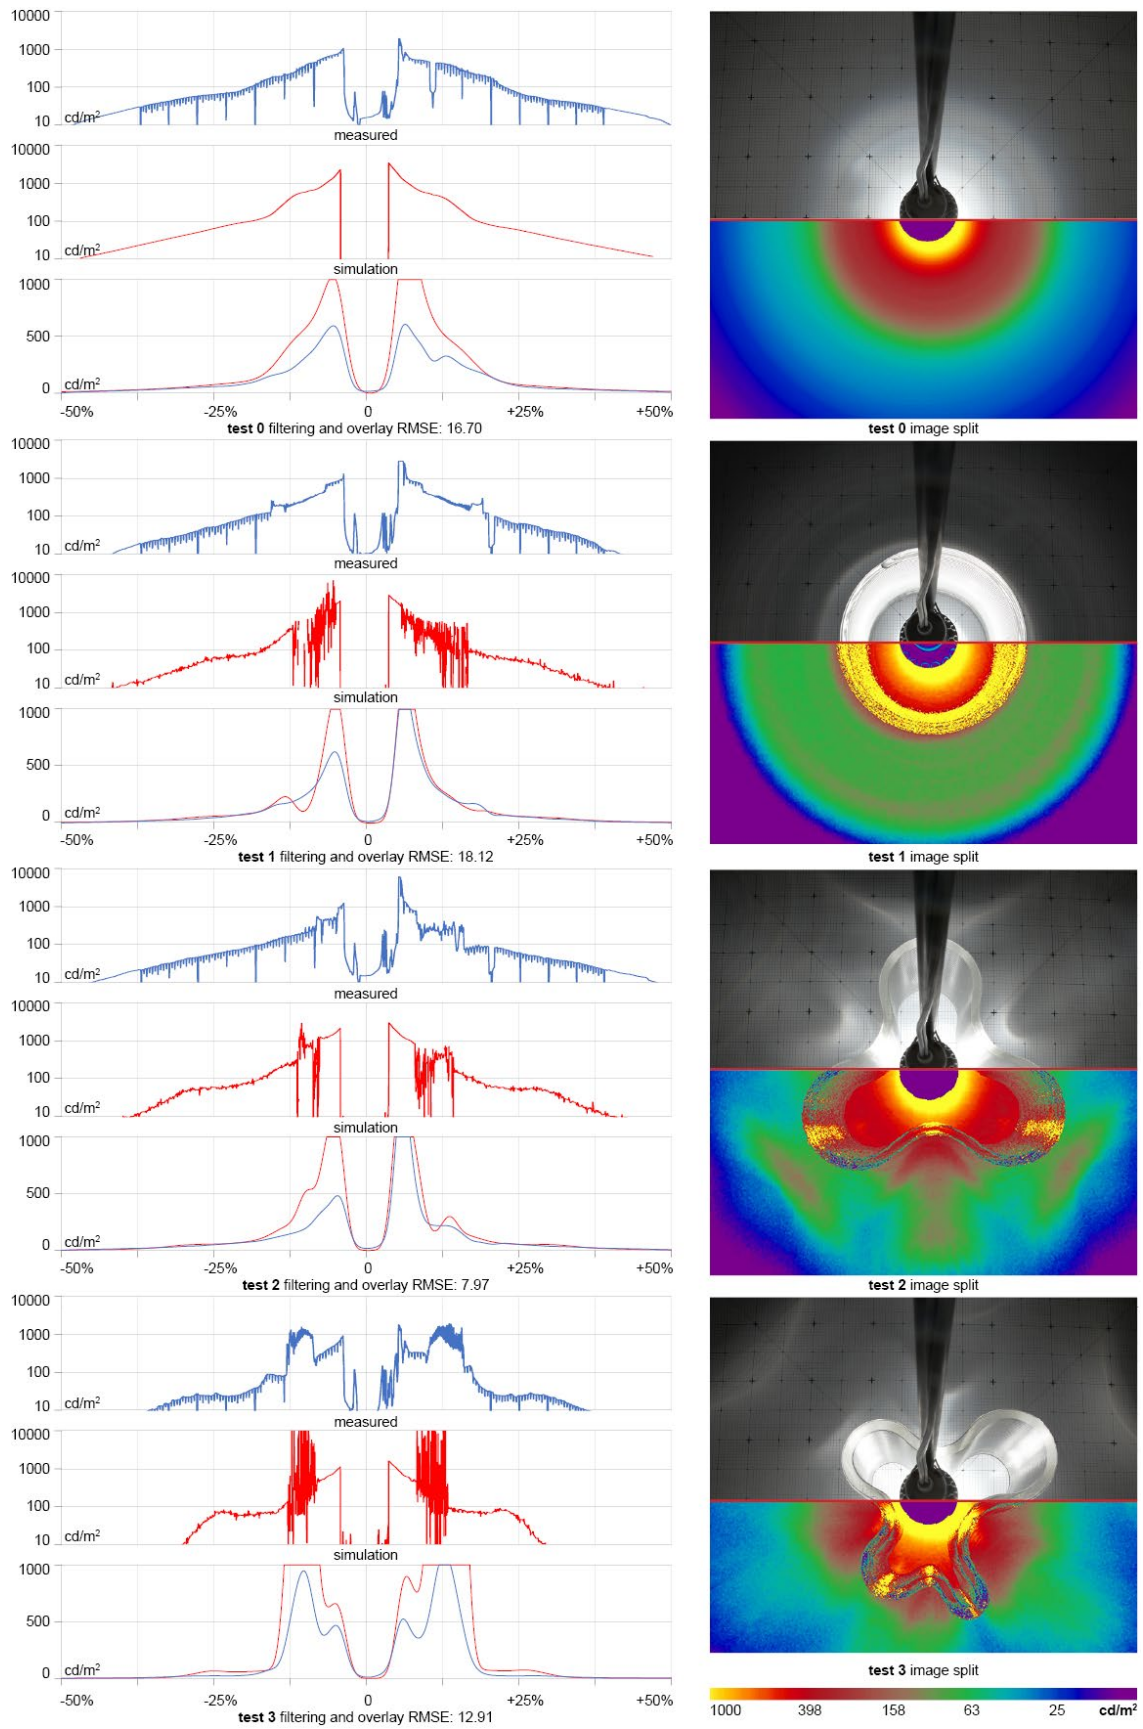 10000
1000
100
10
cd/m²
measured
10000
1000
100
10
cd/m²
simulation
1000
500
0
cd/m²
-50% -25% 0 +25% +50%
test 0 filtering and overlay RMSE: 16.70
test 0 image split
10000
1000
100
10
cd/m²
measured
10000
1000
100
10
cd/m²
simulation
1000
500
0
cd/m²
-50% -25% 0 +25% +50%
test 1 filtering and overlay RMSE: 18.12
test 1 image split
10000
1000
100
10
cd/m²
measured
10000
1000
100
10
cd/m²
simulation
1000
500
0
cd/m²
-50% -25% 0 +25% +50%
test 2 filtering and overlay RMSE: 7.97
test 2 image split
10000
1000
100
10
cd/m²
measured
10000
1000
100
10
cd/m²
simulation
1000
500
0
cd/m²
-50% -25% 0 +25% +50%
test 3 filtering and overlay RMSE: 12.91
test 3 image split
1000 398 158 63 25 cd/m²